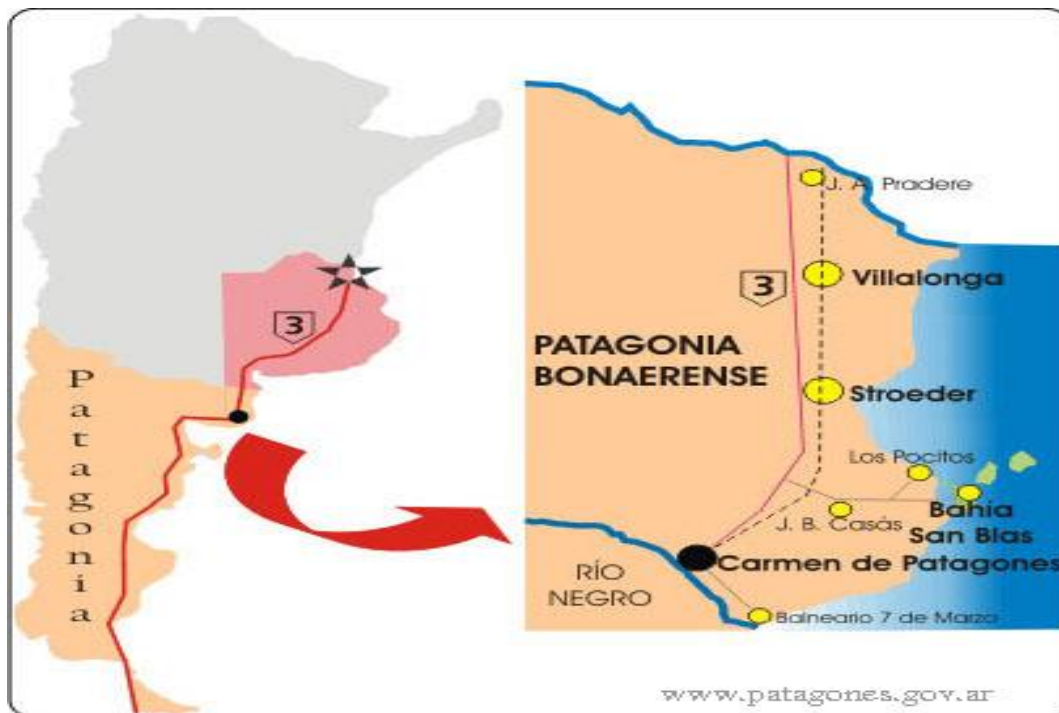 Patagonia
3
J. A. Pradere
Villalonga
3
PATAGONIA
BONAERENSE
Stroeder
Los Pocitos
Bahía
J. B. Casás
San Blas
Carmen de Patagones
RÍO
NEGRO
Balneario 7 de Marzo
www.patagones.gov.ar